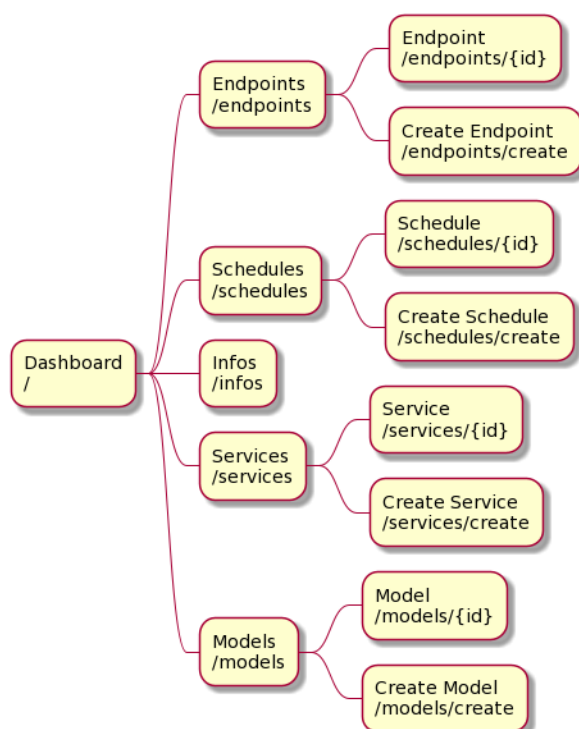 Endpoint
/endpoints/{id}
Endpoints
/endpoints
Create Endpoint
/endpoints/create
Schedule
/schedules/{id}
Schedules
/schedules
Create Schedule
/schedules/create
Dashboard
/
Infos
/infos
Service
/services/{id}
Services
/services
Create Service
/services/create
Model
/models/{id}
Models
/models
Create Model
/models/create